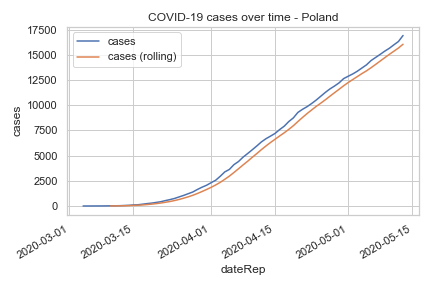 COVID-19 cases over time - Poland
cases
cases (rolling)
17500
15000
12500
10000
7500
5000
2500
0
cases
2020-03-01
2020-03-15
2020-04-01
2020-04-15
2020-05-01
2020-05-15
dateRep